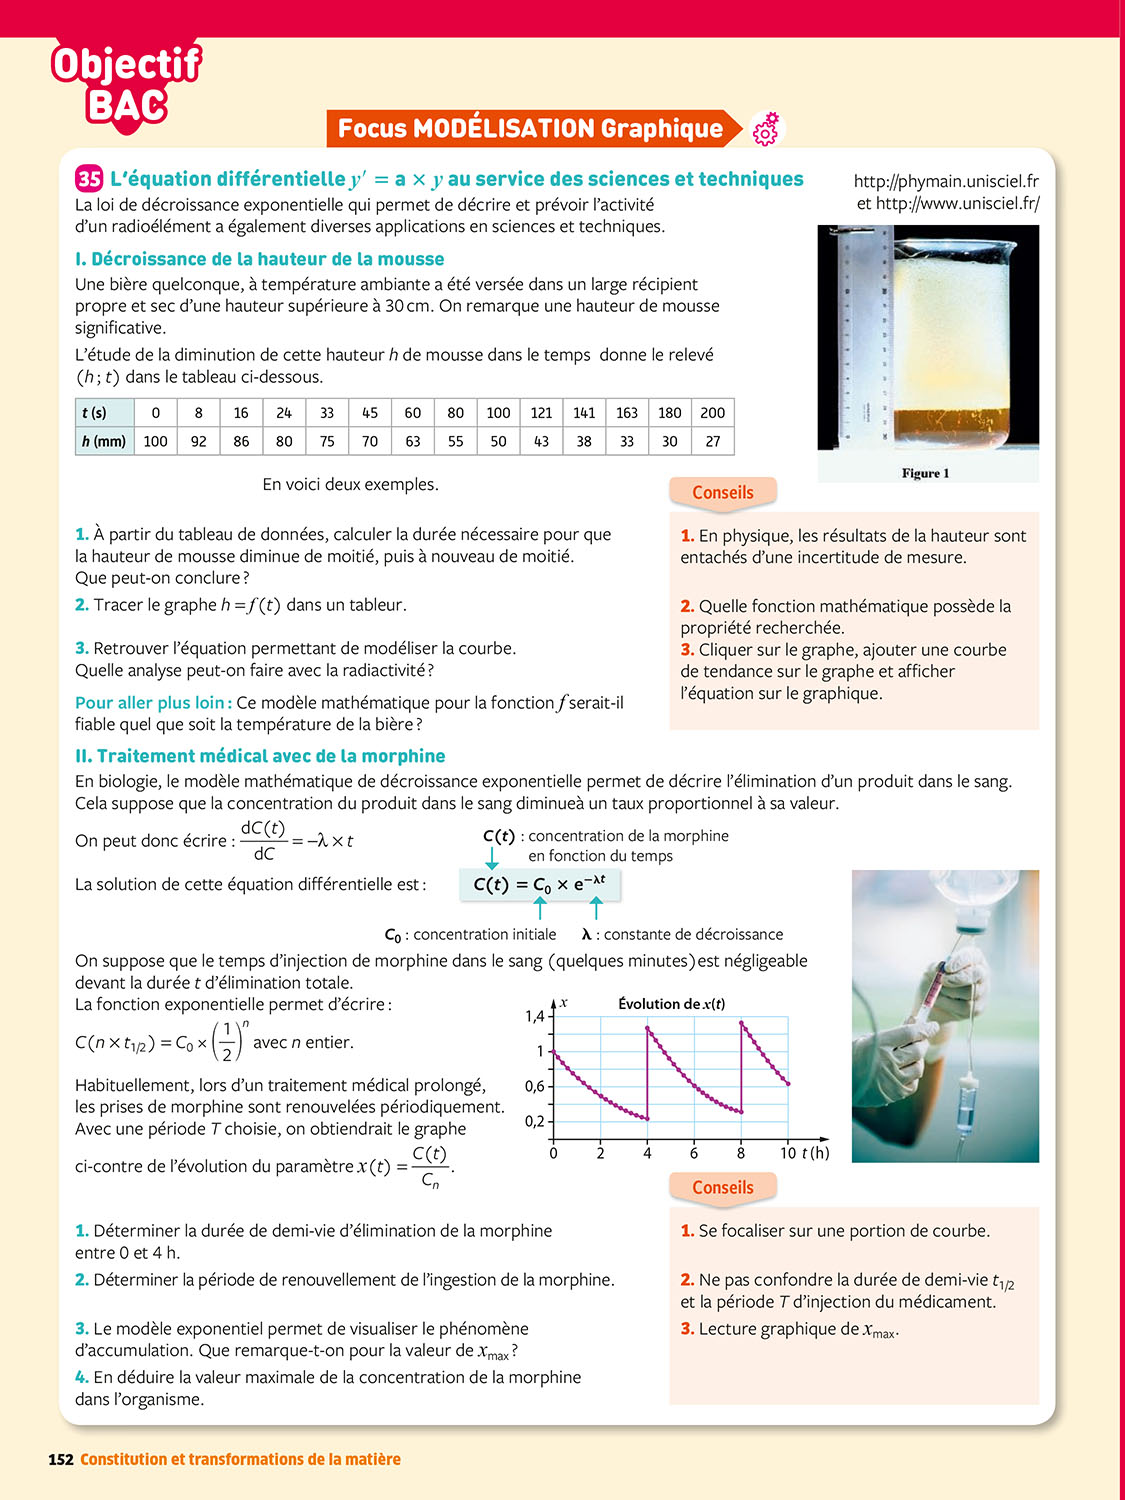 Objectif
BAC
Focus MODÉLISATION Graphique
35 L'équation différentielle y' = a × y au service des sciences et techniques
http://phymain.unisciel.fr
et http://www.unisciel.fr/
La loi de décroissance exponentielle qui permet de décrire et prévoir l'activité
d'un radioélément a également diverses applications en sciences et techniques.
I. Décroissance de la hauteur de la mousse
Une bière quelconque, à température ambiante a été versée dans un large récipient
propre et sec d'une hauteur supérieure à 30 cm. On remarque une hauteur de mousse
significative.
L'étude de la diminution de cette hauteur h de mousse dans le temps donne le relevé
(h ; t) dans le tableau ci-dessous.
t (s) 0 8 16 24 33 45 60 80 100 121 141 163 180 200
h (mm) 100 92 86 80 75 70 63 55 50 43 38 33 30 27
Figure 1
En voici deux exemples.
1. À partir du tableau de données, calculer la durée nécessaire pour que
la hauteur de mousse diminue de moitié, puis à nouveau de moitié.
Que peut-on conclure ?
2. Tracer le graphe h = f (t) dans un tableur.
3. Retrouver l'équation permettant de modéliser la courbe.
Quelle analyse peut-on faire avec la radiactivité ?
Pour aller plus loin : Ce modèle mathématique pour la fonction f serait-il
fiable quel que soit la température de la bière ?
Conseils
1. En physique, les résultats de la hauteur sont
entachés d'une incertitude de mesure.
2. Quelle fonction mathématique possède la
propriété recherchée.
3. Cliquer sur le graphe, ajouter une courbe
de tendance sur le graphe et afficher
l'équation sur le graphique.
II. Traitement médical avec de la morphine
En biologie, le modèle mathématique de décroissance exponentielle permet de décrire l'élimination d'un produit dans le sang.
Cela suppose que la concentration du produit dans le sang diminueà un taux proportionnel à sa valeur.
On peut donc écrire : dC(t)/dC = –λ × t
C(t) : concentration de la morphine
en fonction du temps
La solution de cette équation différentielle est : C(t) = C₀ × e^–λt
C₀ : concentration initiale λ : constante de décroissance
On suppose que le temps d'injection de morphine dans le sang (quelques minutes)est négligeable
devant la durée t d'élimination totale.
La fonction exponentielle permet d'écrire :
C(n × t1/2) = C₀ × (1/2)^n avec n entier.
Habituellement, lors d'un traitement médical prolongé,
les prises de morphine sont renouvelées périodiquement.
Avec une période T choisie, on obtiendrait le graphe
ci-contre de l'évolution du paramètre x(t) = C(t)/Cn.
x Évolution de x(t)
1,4
1
0,6
0,2
0 2 4 6 8 10 t (h)
1. Déterminer la durée de demi-vie d'élimination de la morphine
entre 0 et 4 h.
2. Déterminer la période de renouvellement de l'ingestion de la morphine.
3. Le modèle exponentiel permet de visualiser le phénomène
d'accumulation. Que remarque-t-on pour la valeur de xmax ?
4. En déduire la valeur maximale de la concentration de la morphine
dans l'organisme.
Conseils
1. Se focaliser sur une portion de courbe.
2. Ne pas confondre la durée de demi-vie t1/2
et la période T d'injection du médicament.
3. Lecture graphique de xmax.
152 Constitution et transformations de la matière